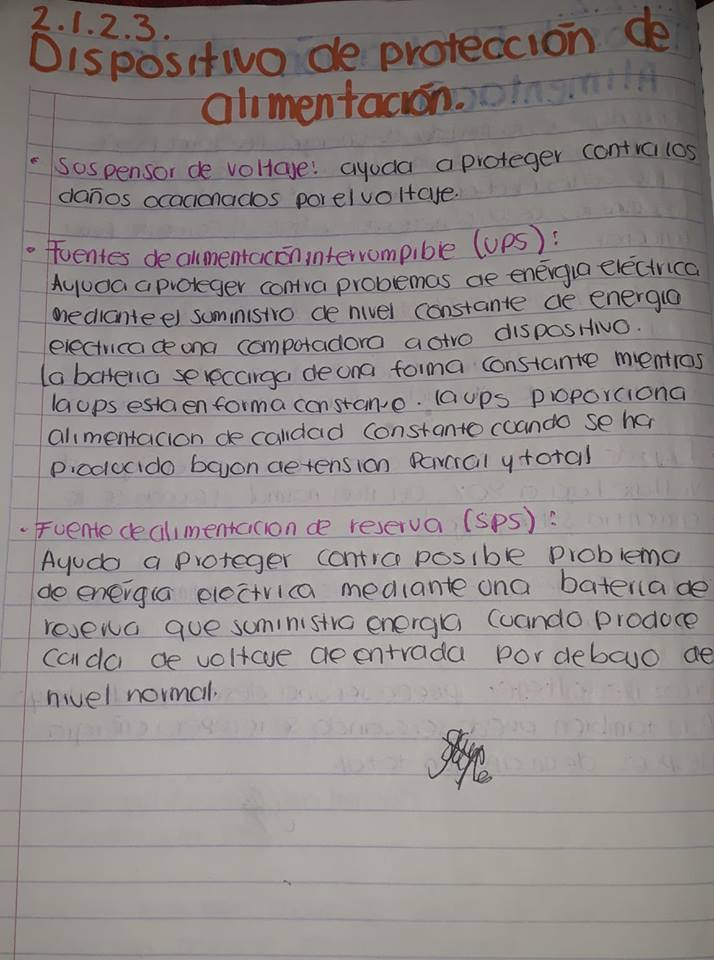 2.1.2.3.
Dispositivo de protección de
alimentación.
• Suspensor de voltaje: ayuda a proteger contra los
daños ocacionados por el voltaje.
• Fuentes de alimentación interrumpible (UPS):
Ayuda a proteger contra problemas de enérgia eléctrica
mediante el suministro de nivel constante de energia
electrica de una computadora a otro dispositivo.
la bateria se recarga de una forma constante mientras
la ups esta en forma constante. la ups proporciona
alimentacion de calidad constante cuando se ha
producido bajon de tension parcial y total
• Fuente de alimentacion de reserva (SPS):
Ayuda a proteger contra posible problema
de enérgia eléctrica mediante una bateria de
reserva que suministra energia cuando produce
caida de voltaje de entrada por debajo de
nivel normal.